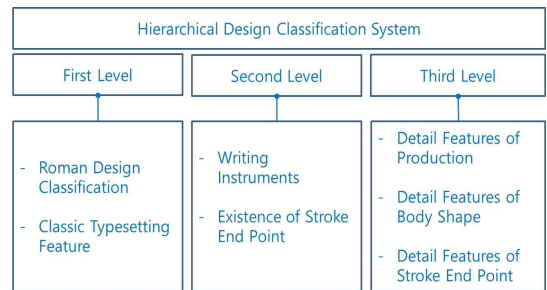 Hierarchical Design Classification System
First Level
Second Level
Third Level
- Roman Design
Classification
- Classic Typesetting
Feature
- Writing
Instruments
- Existence of Stroke
End Point
- Detail Features of
Production
- Detail Features of
Body Shape
- Detail Features of
Stroke End Point